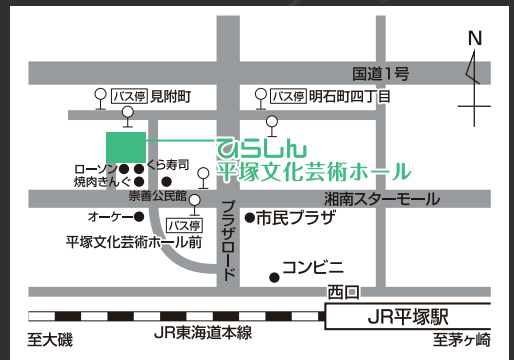 N
国道1号
バス停 見附町
バス停 明石町四丁目
ひらしん
平塚文化芸術ホール
ローソン
くら寿司
焼肉きんぐ
崇善公民館
湘南スターモール
オーケー
バス停
平塚文化芸術ホール前
プラザロード
市民プラザ
コンビニ
西口
JR平塚駅
至大磯
JR東海道本線
至茅ヶ崎